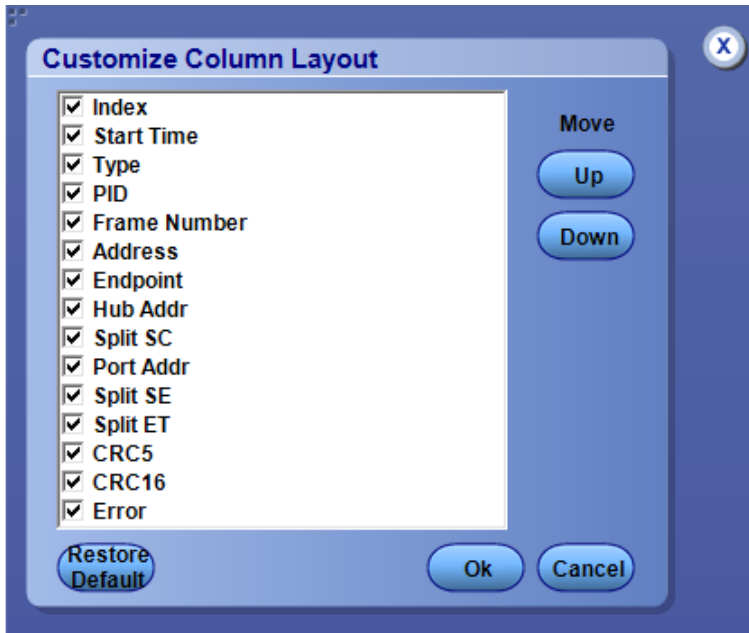 X
Customize Column Layout
Index
Start Time
Type
PID
Frame Number
Address
Endpoint
Hub Addr
Split SC
Port Addr
Split SE
Split ET
CRC5
CRC16
Error
Move
Up
Down
Restore
Default
Ok
Cancel